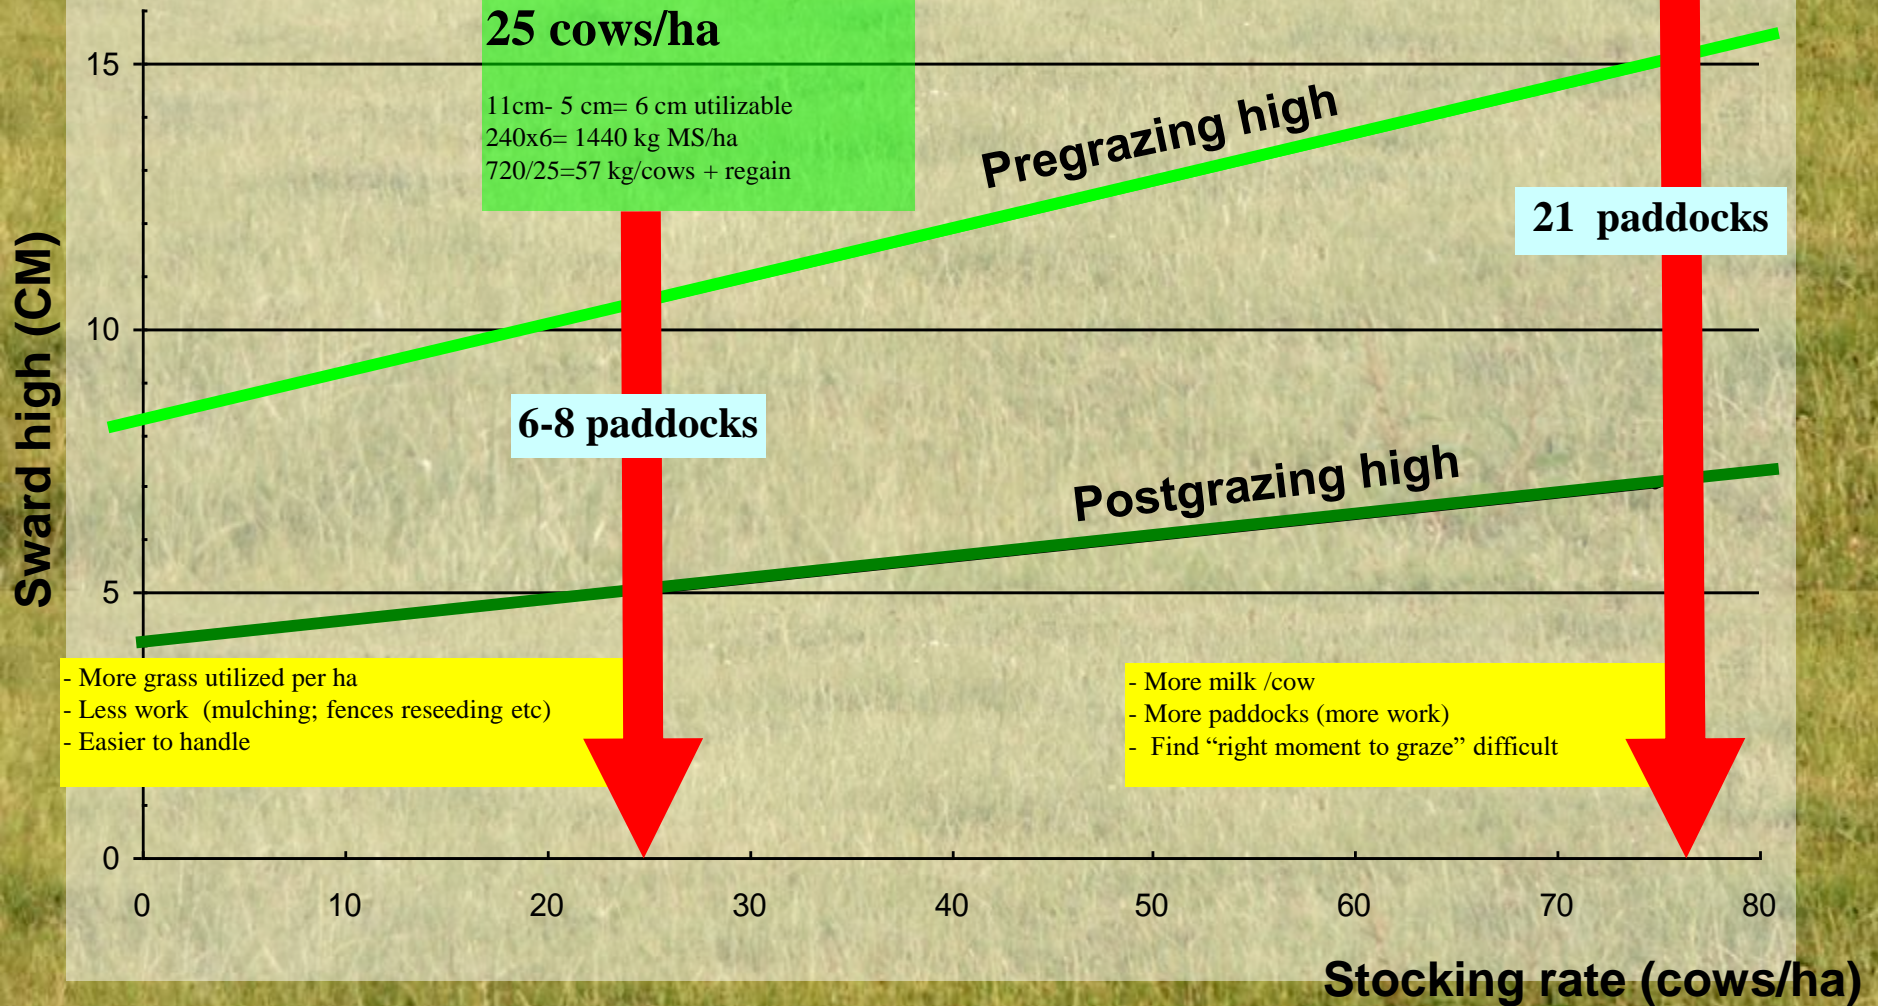 25 cows/ha
11cm- 5 cm= 6 cm utilizable
240x6= 1440 kg MS/ha
720/25=57 kg/cows + regain
15
Pregrazing high
21 paddocks
Sward high (CM)
10
6-8 paddocks
Postgrazing high
5
- More grass utilized per ha
- Less work (mulching; fences reseeding etc)
- Easier to handle
- More milk /cow
- More paddocks (more work)
- Find “right moment to graze” difficult
0
0 10 20 30 40 50 60 70 80
Stocking rate (cows/ha)